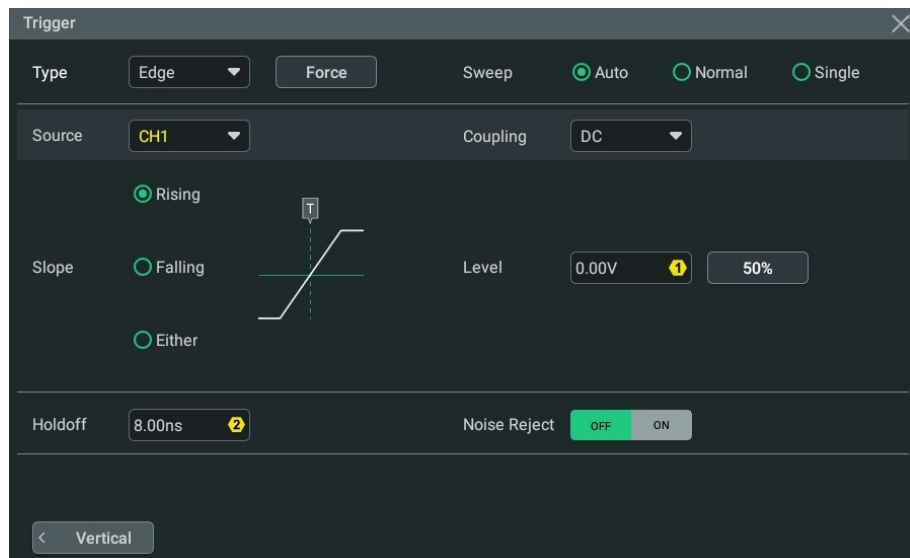 Trigger
Type Edge Force Sweep Auto Normal Single
Source CH1 Coupling DC
Rising
T
Slope Falling Level 0.00V 1 50%
Either
Holdoff 8.00ns 2 Noise Reject OFF ON
< Vertical